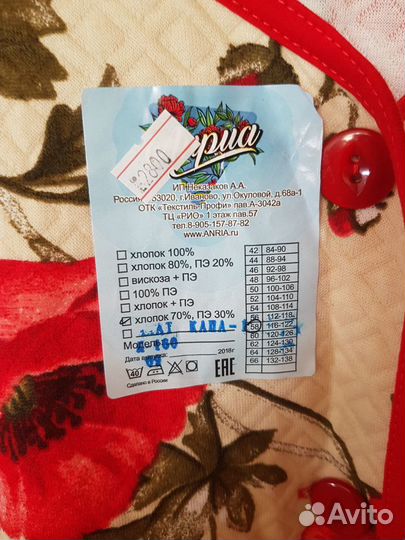 2800
ИП Неказаков А.А.
Россия, 153020, г.Иваново, ул Окуловой, д.68а-1
ОТК «Текстиль-Профи» пав.А-3042а
ТЦ «РИО» 1 этаж пав.57
тел.8-905-157-87-82
www.ANRIA.ru
хлопок 100%
хлопок 80%, ПЭ 20%
вискоза + ПЭ
100% ПЭ
хлопок + ПЭ
хлопок 70%, ПЭ 30%
Модель
160
Дата 2018г
40
Сделано в России
EAC
42 84-90
44 88-94
46 92-98
48 96-102
50 100-106
52 104-110
54 108-114
56 112-118
58 116-122
60 120-126
62 124-130
64 128-134
66 132-138
Avito